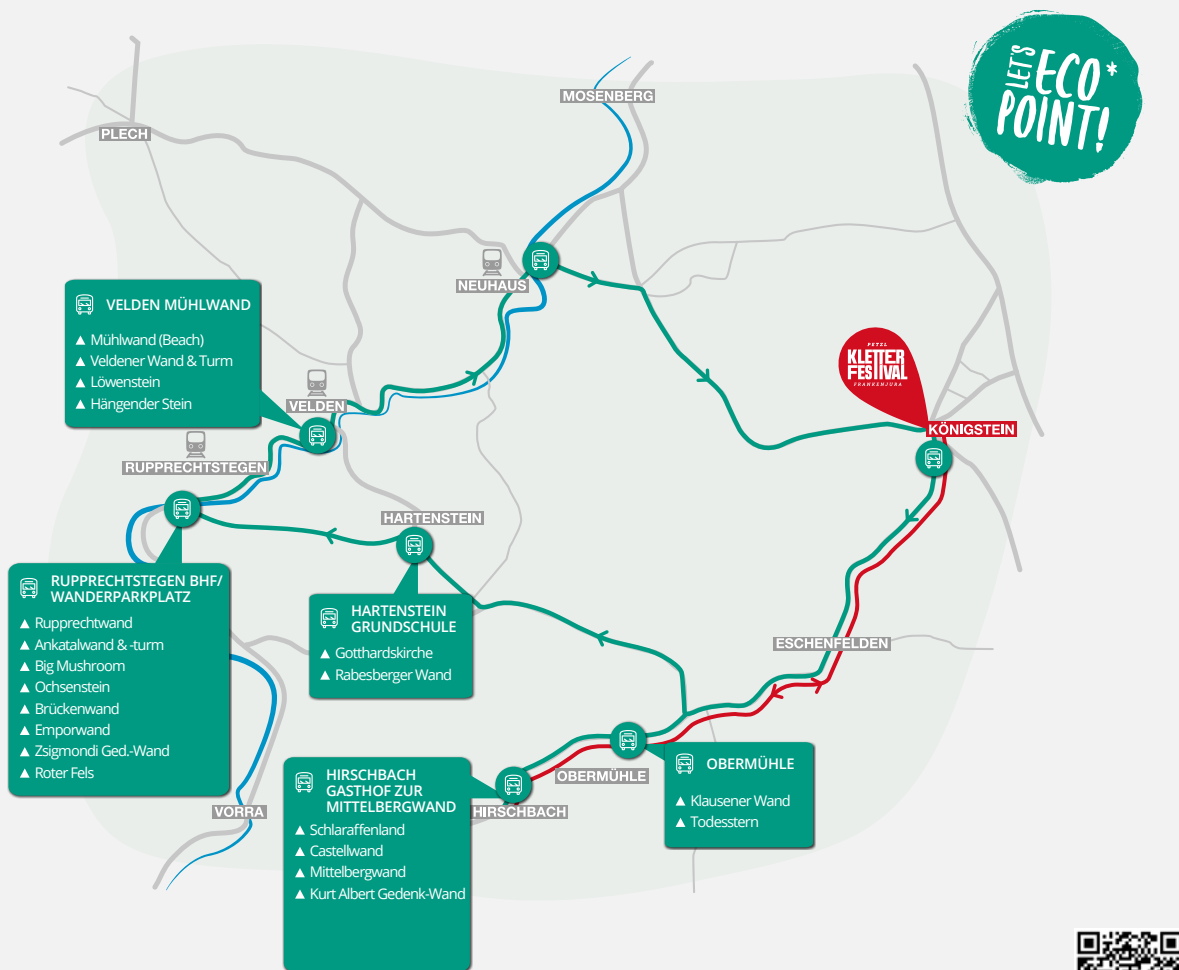 LET'S ECO*
POINT!
MOSENBERG
PLECH
NEUHAUS
VELDEN MÜHLWAND
▲ Mühlwand (Beach)
▲ Veldener Wand & Turm
▲ Löwenstein
▲ Hängender Stein
PETZL
KLETTER
FESTIVAL
FRANKENJURA
KÖNIGSTEIN
VELDEN
RUPPRECHTSTEGEN
HARTENSTEIN
RUPPRECHTSTEGEN BHF/
WANDERPARKPLATZ
▲ Rupprechtwand
▲ Ankatalwand & -turm
▲ Big Mushroom
▲ Ochsenstein
▲ Brückenwand
▲ Emporwand
▲ Zsigmondi Ged.-Wand
▲ Roter Fels
HARTENSTEIN
GRUNDSCHULE
▲ Gotthardskirche
▲ Rabesberger Wand
ESCHENFELDEN
HIRSCHBACH
GASTHOF ZUR
MITTELBERGWAND
▲ Schlaraffenland
▲ Castellwand
▲ Mittelbergwand
▲ Kurt Albert Gedenk-Wand
OBERMÜHLE
OBERMÜHLE
▲ Klausener Wand
▲ Todesstern
HIRSCHBACH
VORRA